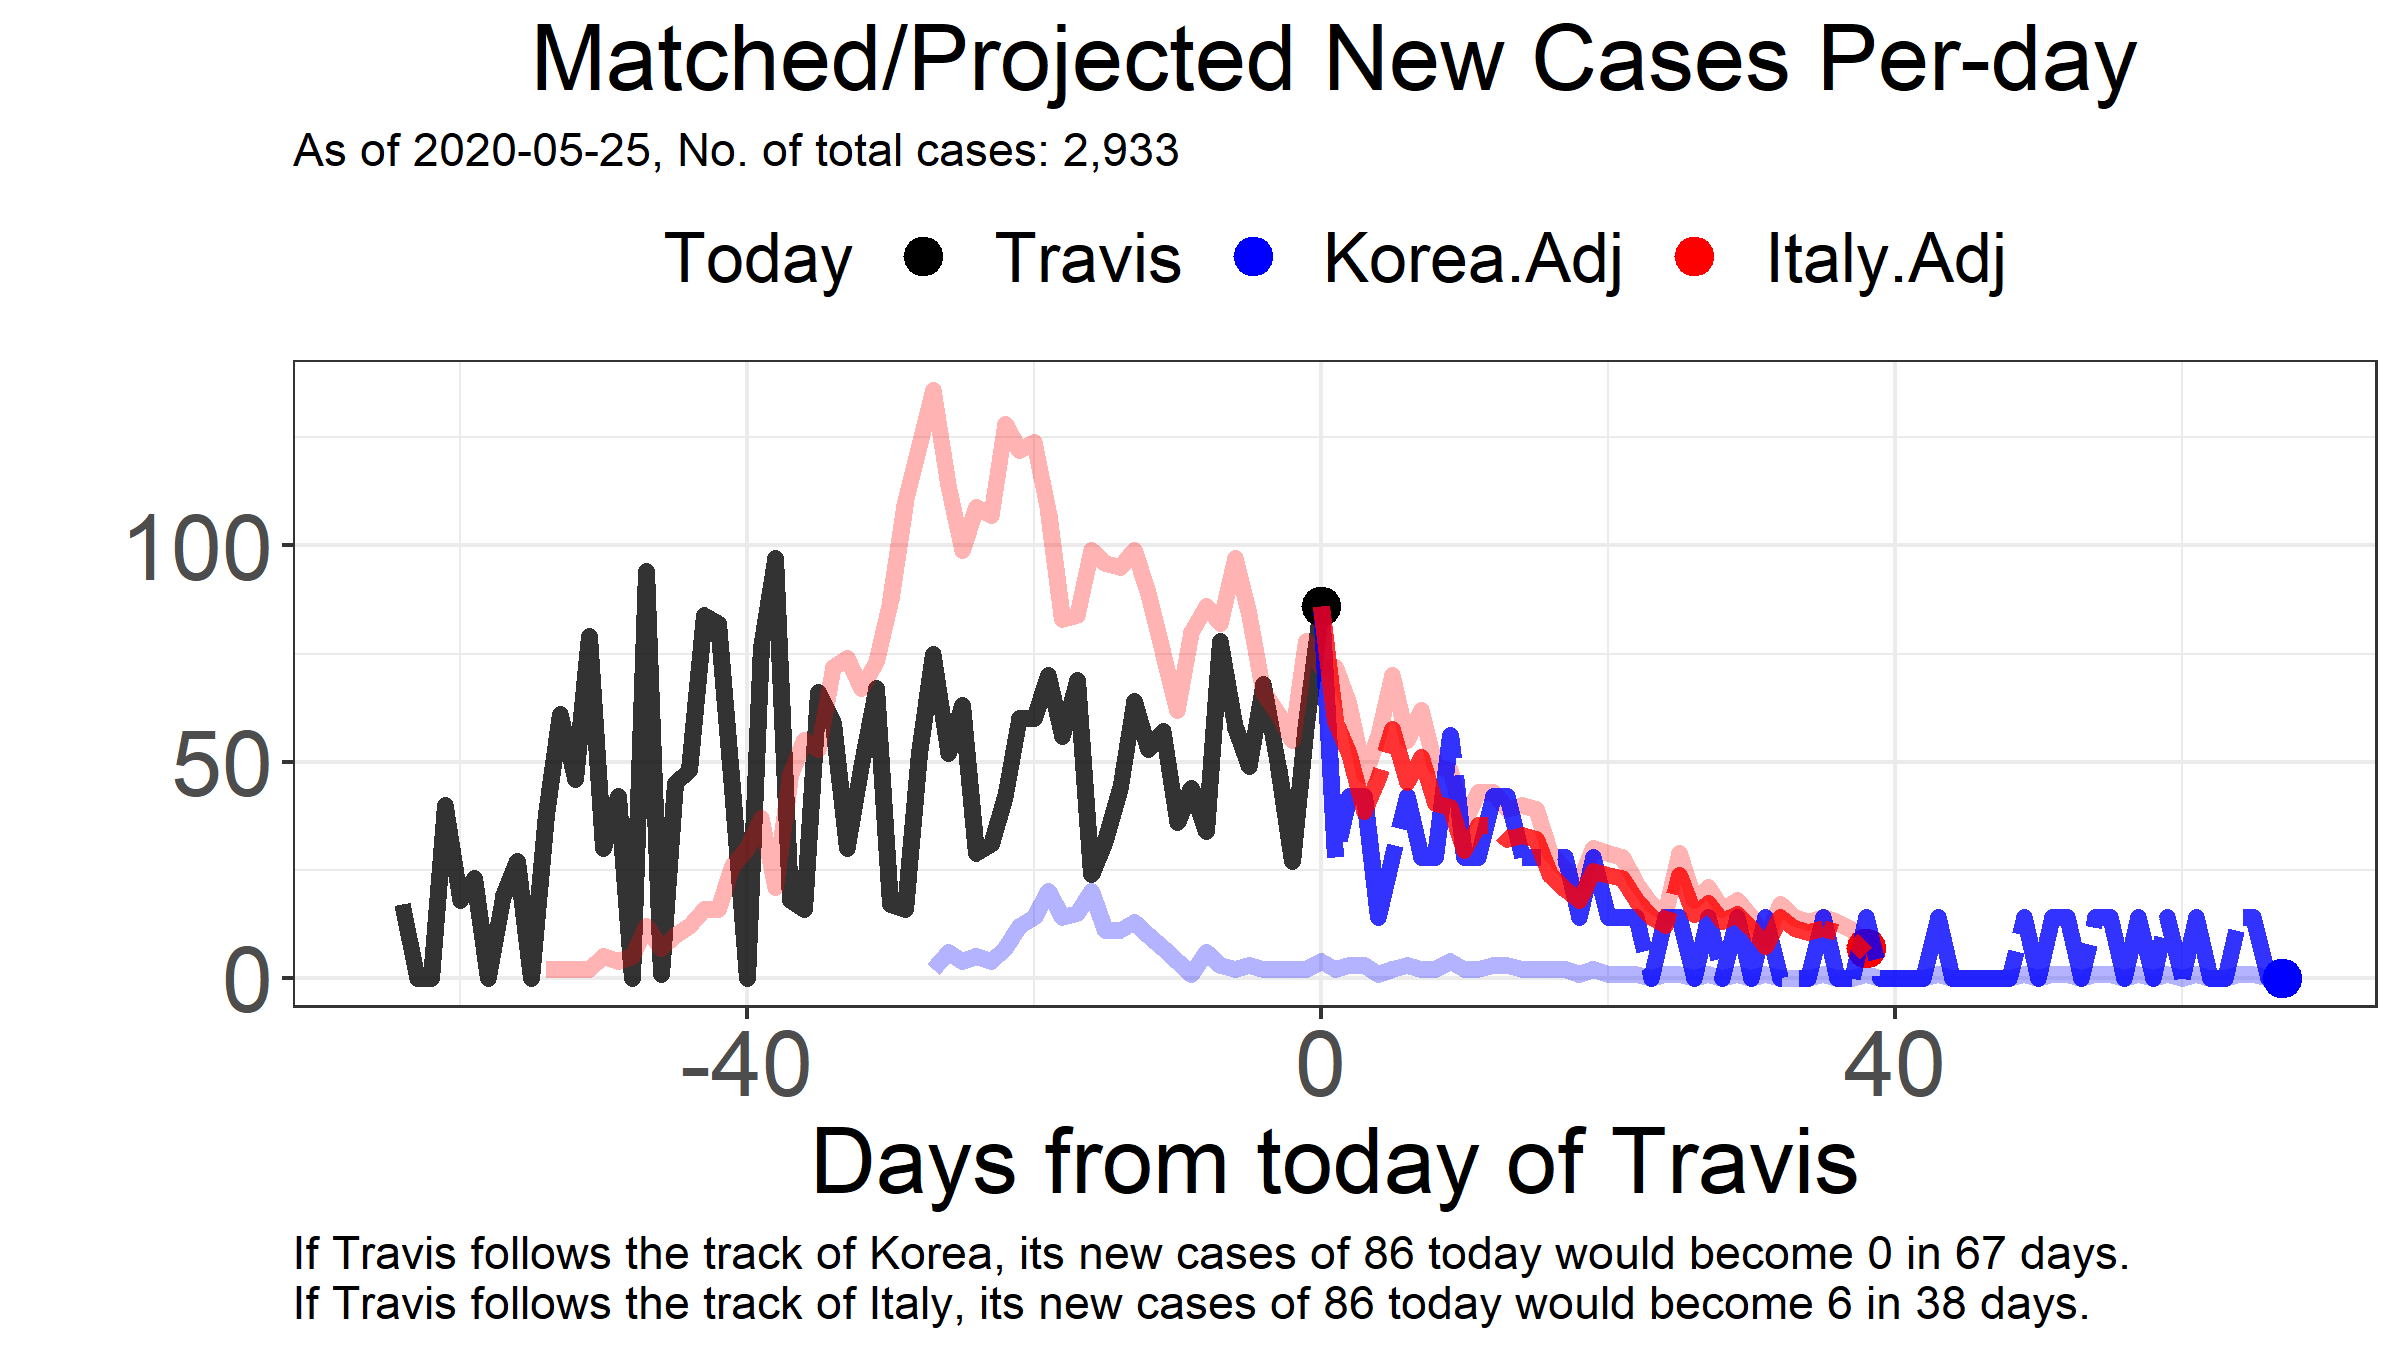 Matched/Projected New Cases Per-day
As of 2020-05-25, No. of total cases: 2,933
Today Travis Korea.Adj Italy.Adj
100
50
0
-40 0 40
Days from today of Travis
If Travis follows the track of Korea, its new cases of 86 today would become 0 in 67 days.
If Travis follows the track of Italy, its new cases of 86 today would become 6 in 38 days.